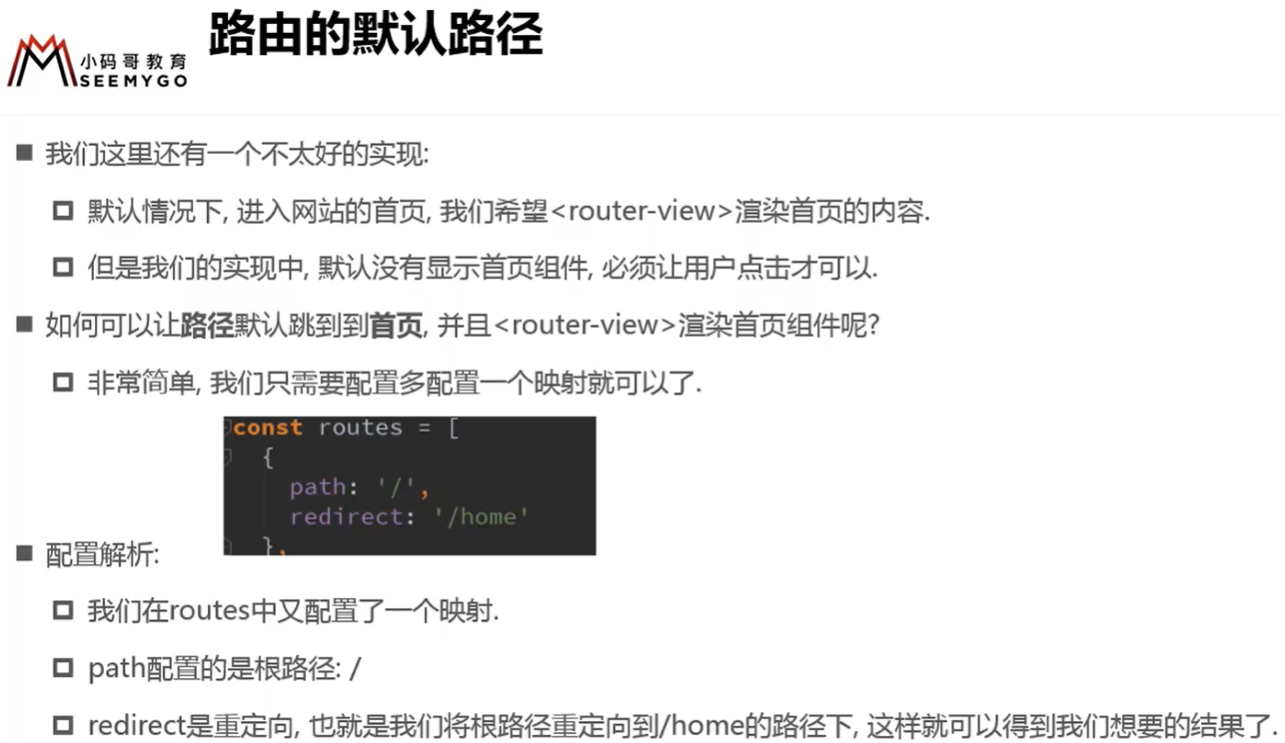 路由的默认路径
小码哥教育
SEEMYGO
我们这里还有一个不太好的实现:
默认情况下, 进入网站的首页, 我们希望<router-view>渲染首页的内容.
但是我们的实现中, 默认没有显示首页组件, 必须让用户点击才可以.
如何可以让路径默认跳到到首页, 并且<router-view>渲染首页组件呢?
非常简单, 我们只需要配置多配置一个映射就可以了.
const routes = [
{
path: '/',
redirect: '/home'
},
配置解析:
我们在routes中又配置了一个映射.
path配置的是根路径: /
redirect是重定向, 也就是我们将根路径重定向到/home的路径下, 这样就可以得到我们想要的结果了.